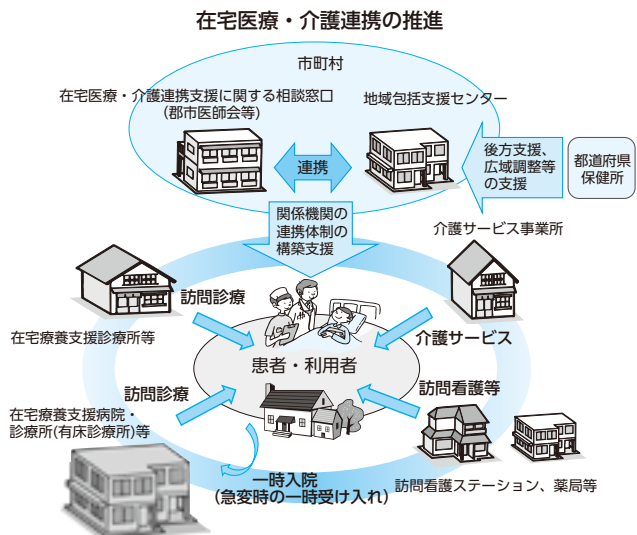 在宅医療・介護連携の推進
市町村
在宅医療・介護連携支援に関する相談窓口
(郡市医師会等)
地域包括支援センター
連携
後方支援、
広域調整等
の支援
都道府県
保健所
関係機関の
連携体制の
構築支援
介護サービス事業所
訪問診療
在宅療養支援診療所等
介護サービス
患者・利用者
訪問診療
訪問看護等
在宅療養支援病院・
診療所(有床診療所)等
一時入院
(急変時の一時受け入れ)
訪問看護ステーション、薬局等